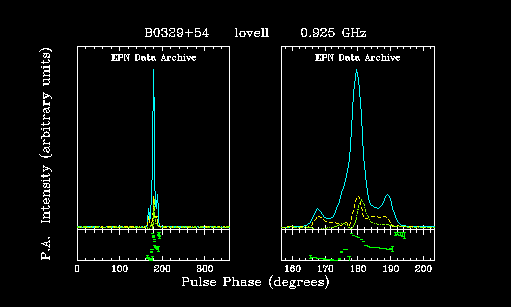 B0329+54 lovell 0.925 GHz
EPN Data Archive EPN Data Archive
P.A. Intensity (arbitrary units)
0 100 200 300 160 170 180 190 200
Pulse Phase (degrees)